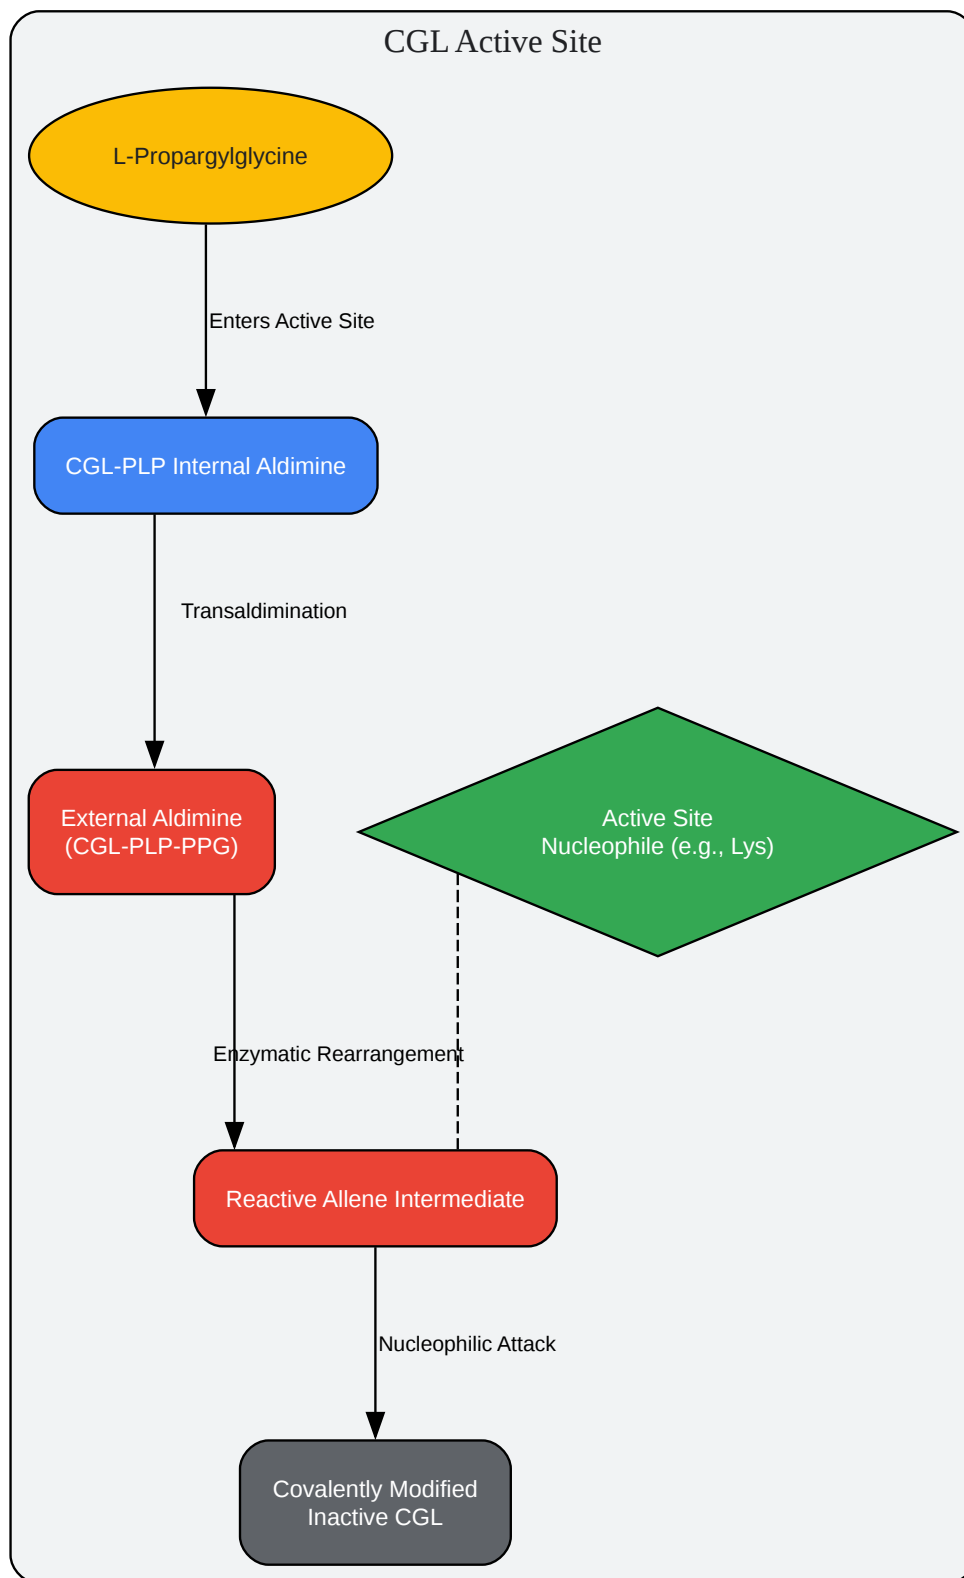 CGL Active Site
L-Propargylglycine
Enters Active Site
CGL-PLP Internal Aldimine
Transaldimination
External Aldimine
(CGL-PLP-PPG)
Active Site
Nucleophile (e.g., Lys)
Enzymatic Rearrangement
Reactive Allene Intermediate
Nucleophilic Attack
Covalently Modified
Inactive CGL